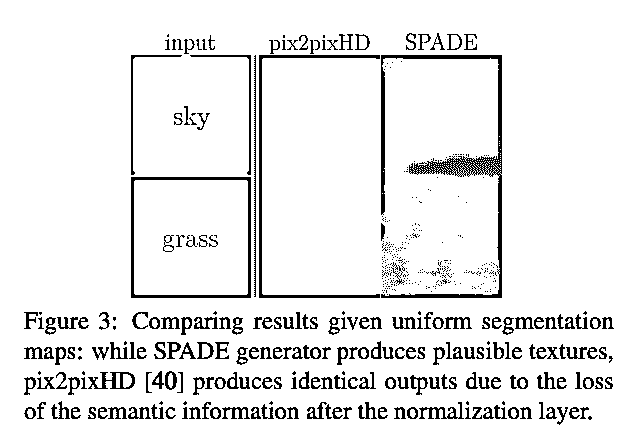 input pix2pixHD SPADE
sky
grass
Figure 3: Comparing results given uniform segmentation
maps: while SPADE generator produces plausible textures,
pix2pixHD [40] produces identical outputs due to the loss
of the semantic information after the normalization layer.